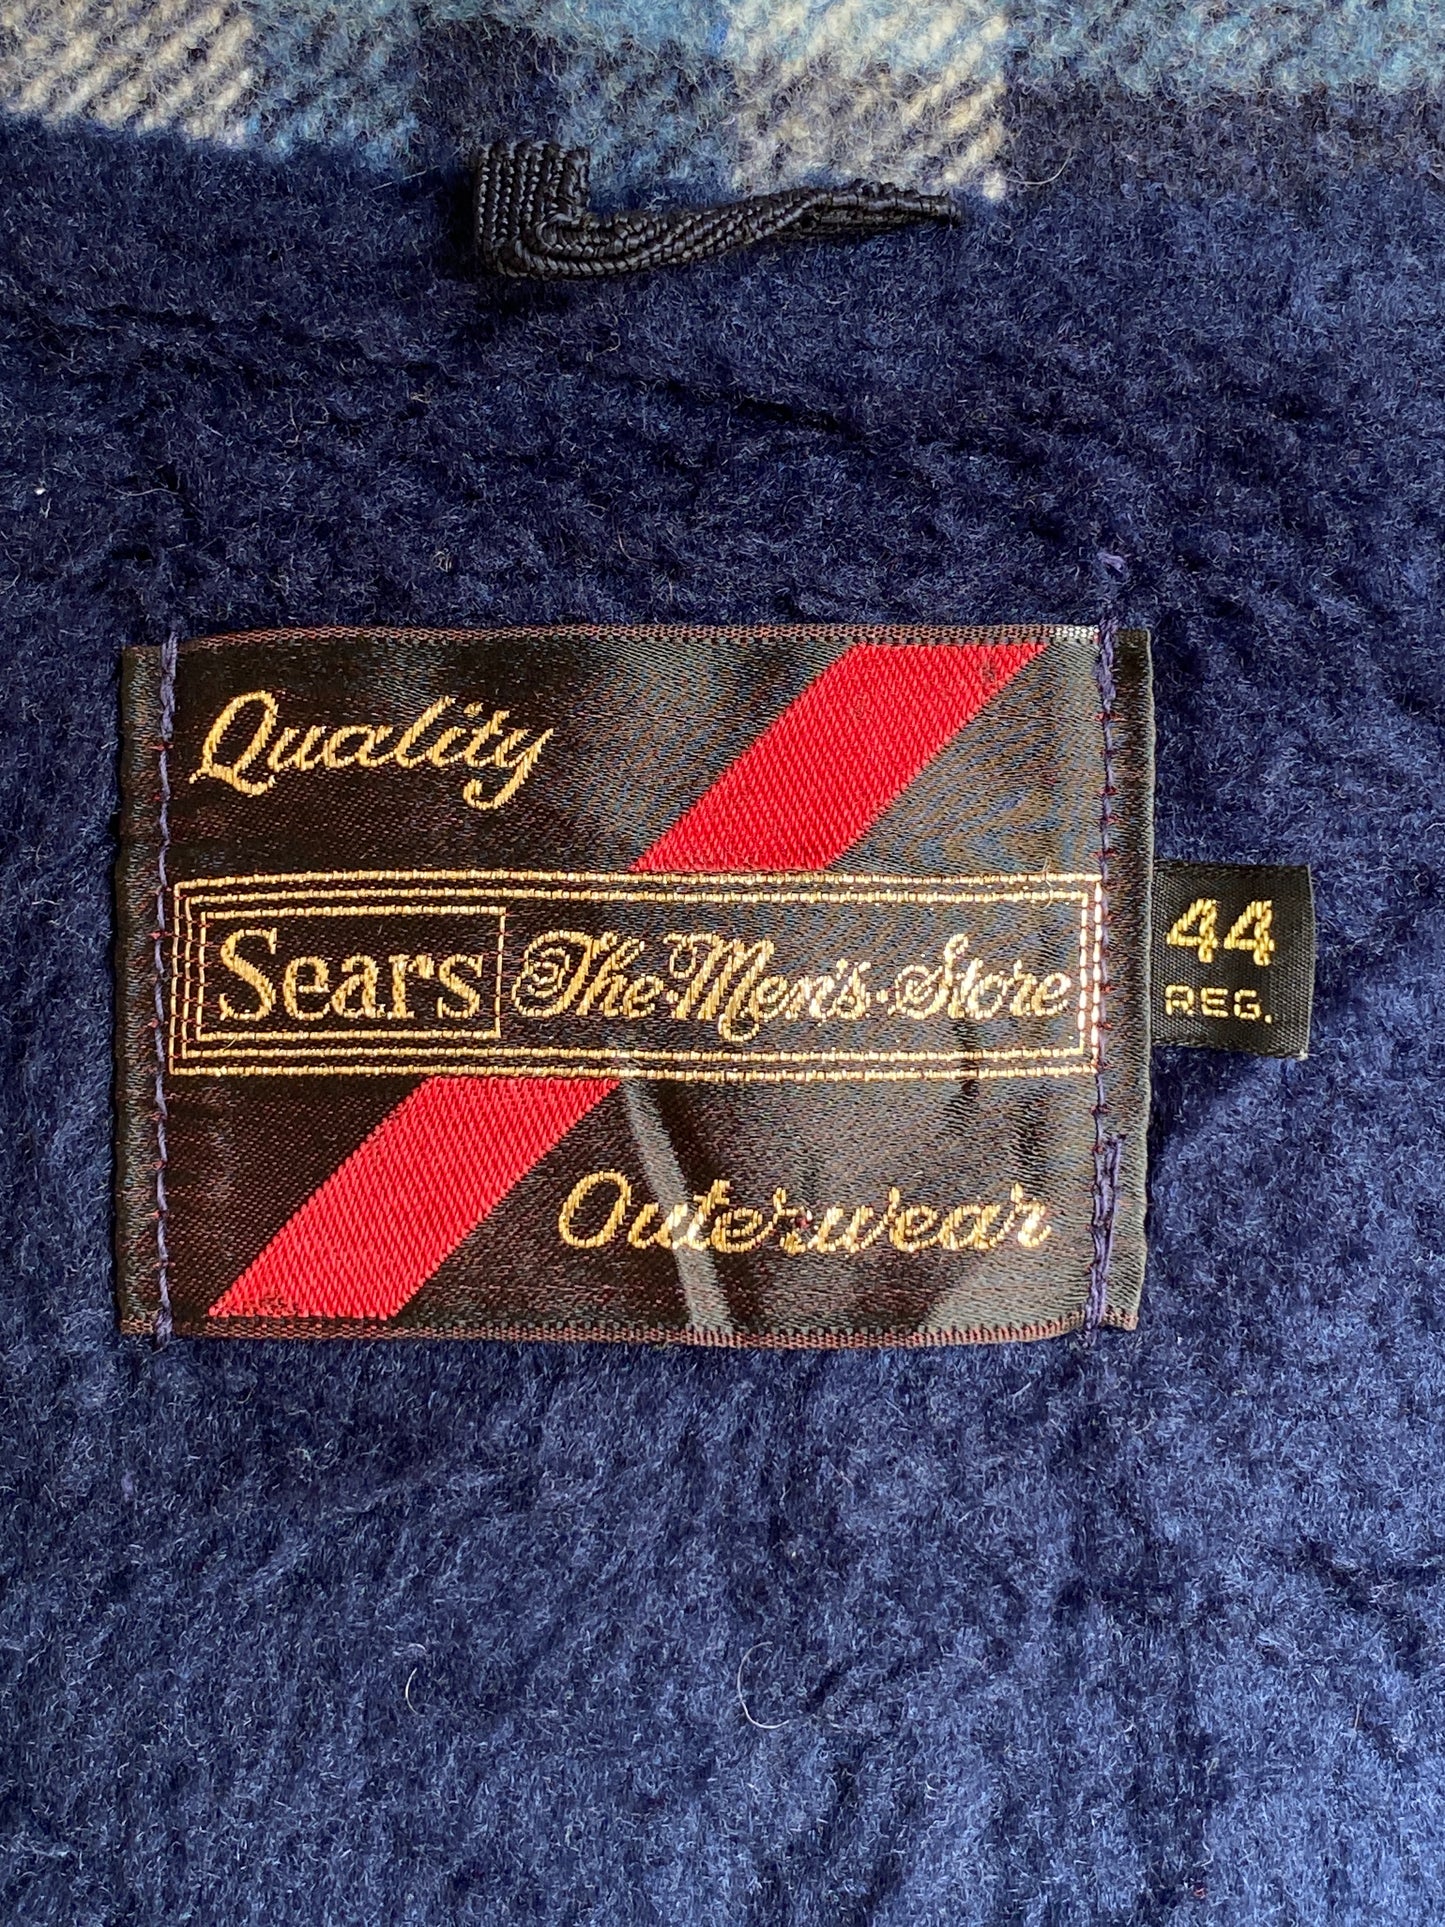 Quality
Sears The·Men's·Store
44
REG.
Outerwear